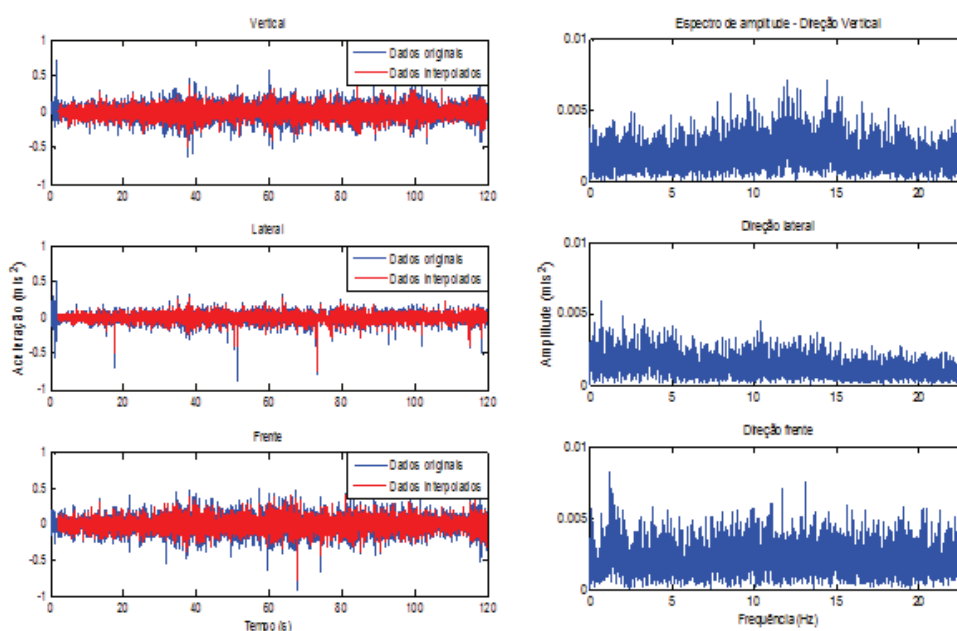 Vertical
1
0.5
0
-0.5
-1
Dados originais
Dados Interpolados
0 20 40 60 80 100 120
Lateral
1
0.5
0
-0.5
-1
Dados originais
Dados Interpolados
0 20 40 60 80 100 120
Aceleração (m/s²)
Frente
1
0.5
0
-0.5
-1
Dados originais
Dados Interpolados
0 20 40 60 80 100 120
Tempo (s)
Espectro de amplitude - Direção Vertical
0.01
0.005
0
0 5 10 15 20
Direção lateral
0.01
0.005
0
0 5 10 15 20
Amplitude (m/s²)
Direção frente
0.01
0.005
0
0 5 10 15 20
Frequência (Hz)